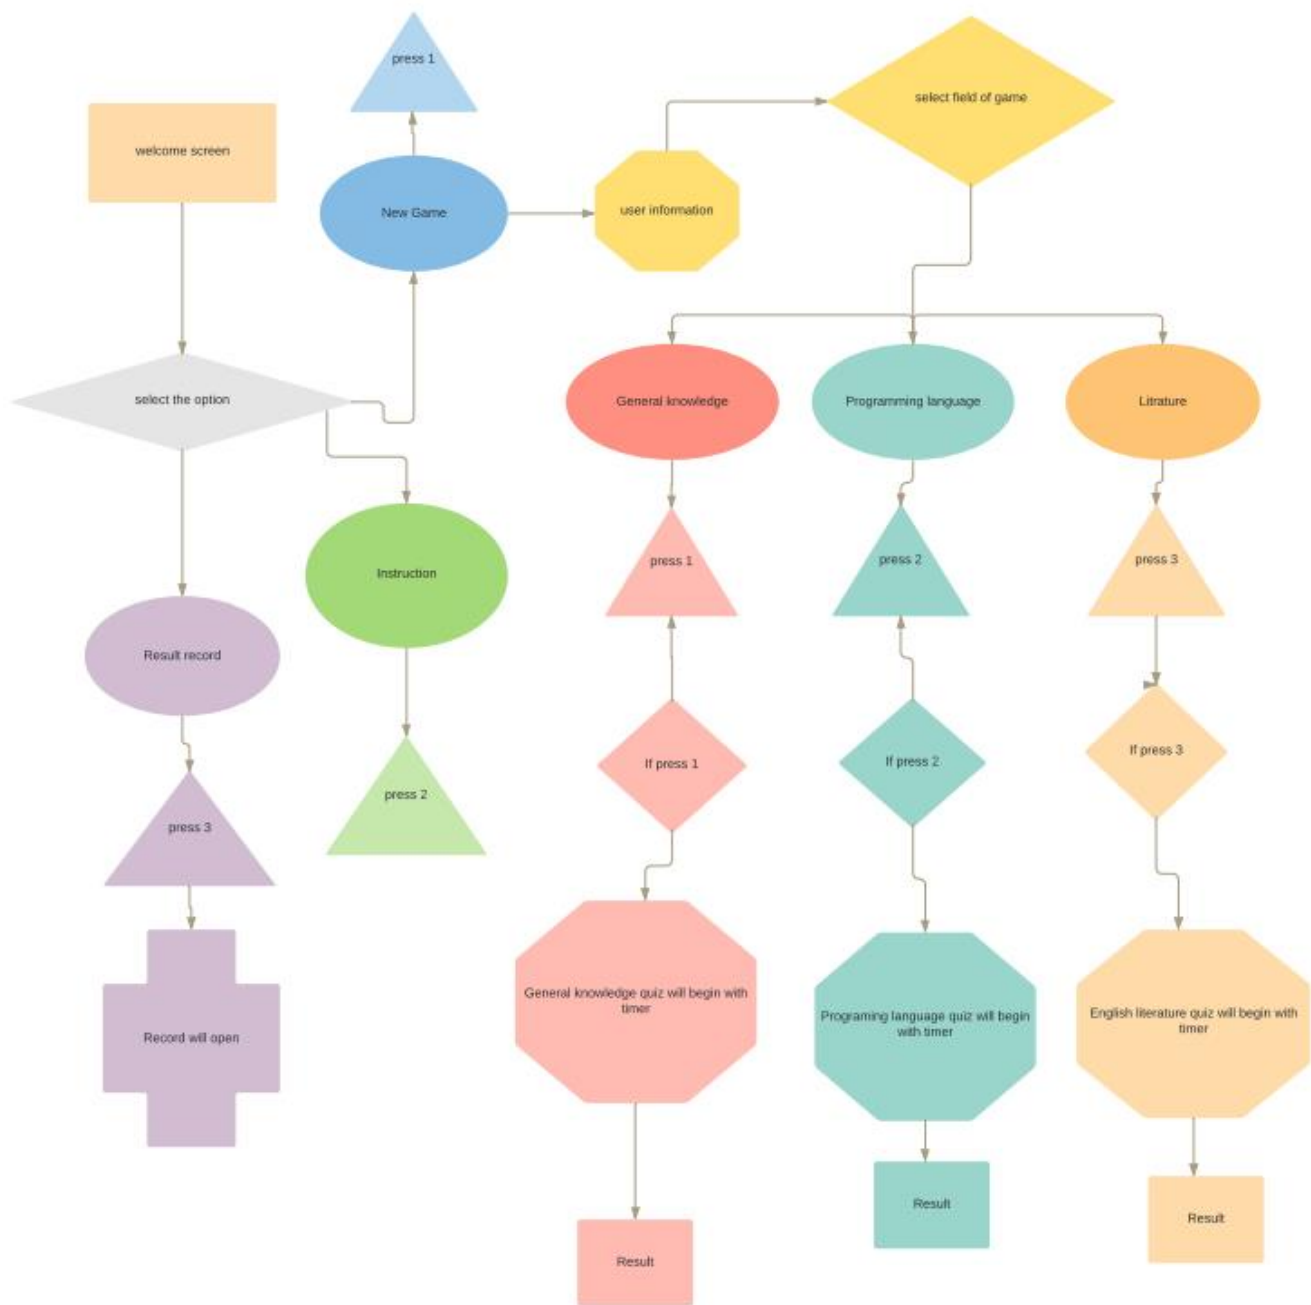 press 1
select field of game
welcome screen
New Game
user information
select the option
General knowledge
Programming language
Litrature
Instruction
press 1
press 2
press 3
Result record
If press 1
If press 2
If press 3
press 2
press 3
General knowledge quiz will begin with
timer
Programing language quiz will begin
with timer
English literature quiz will begin with
timer
Record will open
Result
Result
Result